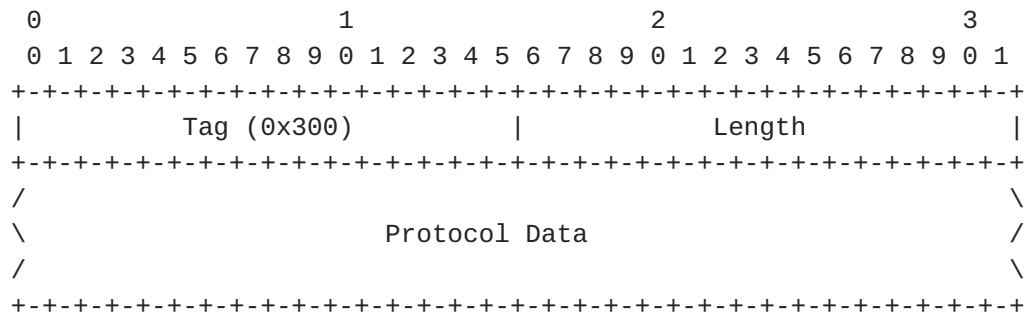 0                   1                   2                   3
 0 1 2 3 4 5 6 7 8 9 0 1 2 3 4 5 6 7 8 9 0 1 2 3 4 5 6 7 8 9 0 1
+-+-+-+-+-+-+-+-+-+-+-+-+-+-+-+-+-+-+-+-+-+-+-+-+-+-+-+-+-+-+-+-+
|          Tag (0x300)          |            Length             |
+-+-+-+-+-+-+-+-+-+-+-+-+-+-+-+-+-+-+-+-+-+-+-+-+-+-+-+-+-+-+-+-+
/                                                               \
\                       Protocol Data                           /
/                                                               \
+-+-+-+-+-+-+-+-+-+-+-+-+-+-+-+-+-+-+-+-+-+-+-+-+-+-+-+-+-+-+-+-+